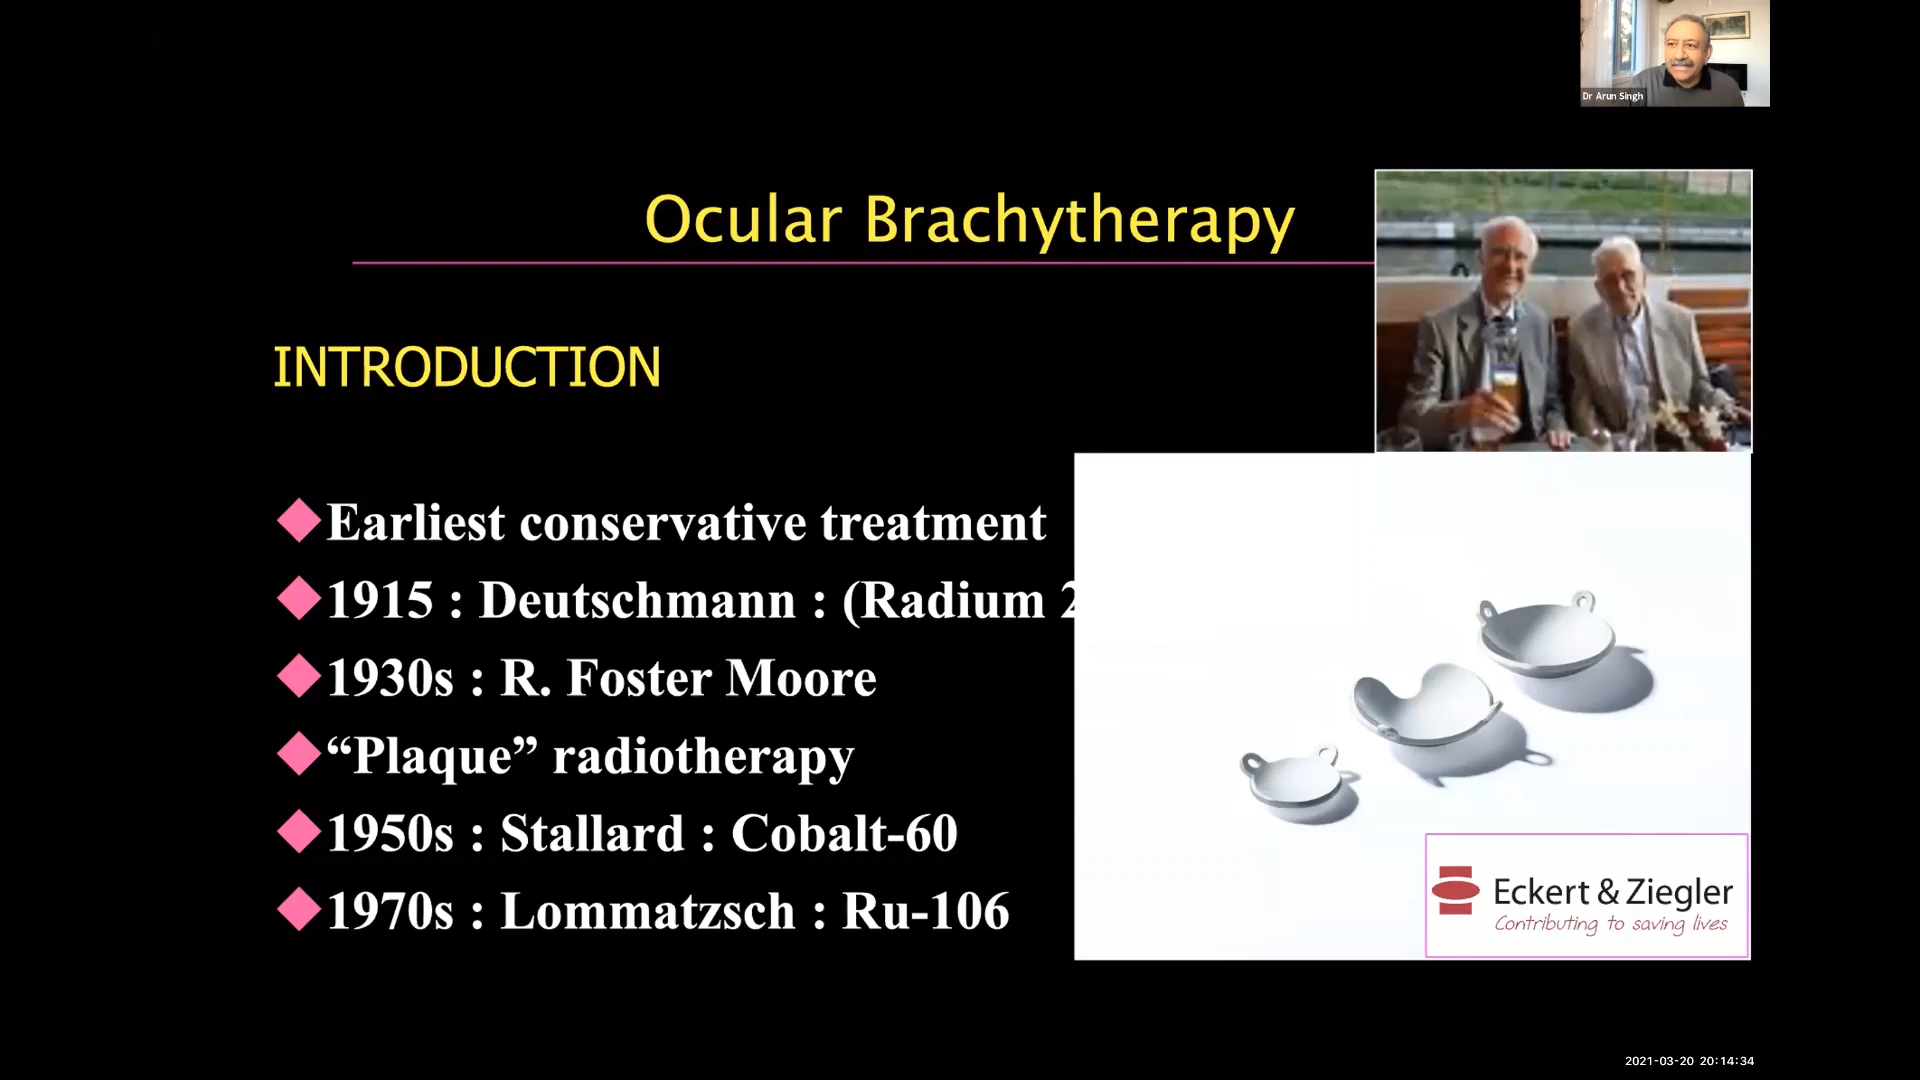 Dr Arun Singh
Ocular Brachytherapy
INTRODUCTION
Earliest conservative treatment
1915 : Deutschmann : (Radium 2
1930s : R. Foster Moore
“Plaque” radiotherapy
1950s : Stallard : Cobalt-60
1970s : Lommatzsch : Ru-106
Eckert & Ziegler
Contributing to saving lives
2021-03-20 20:14:34